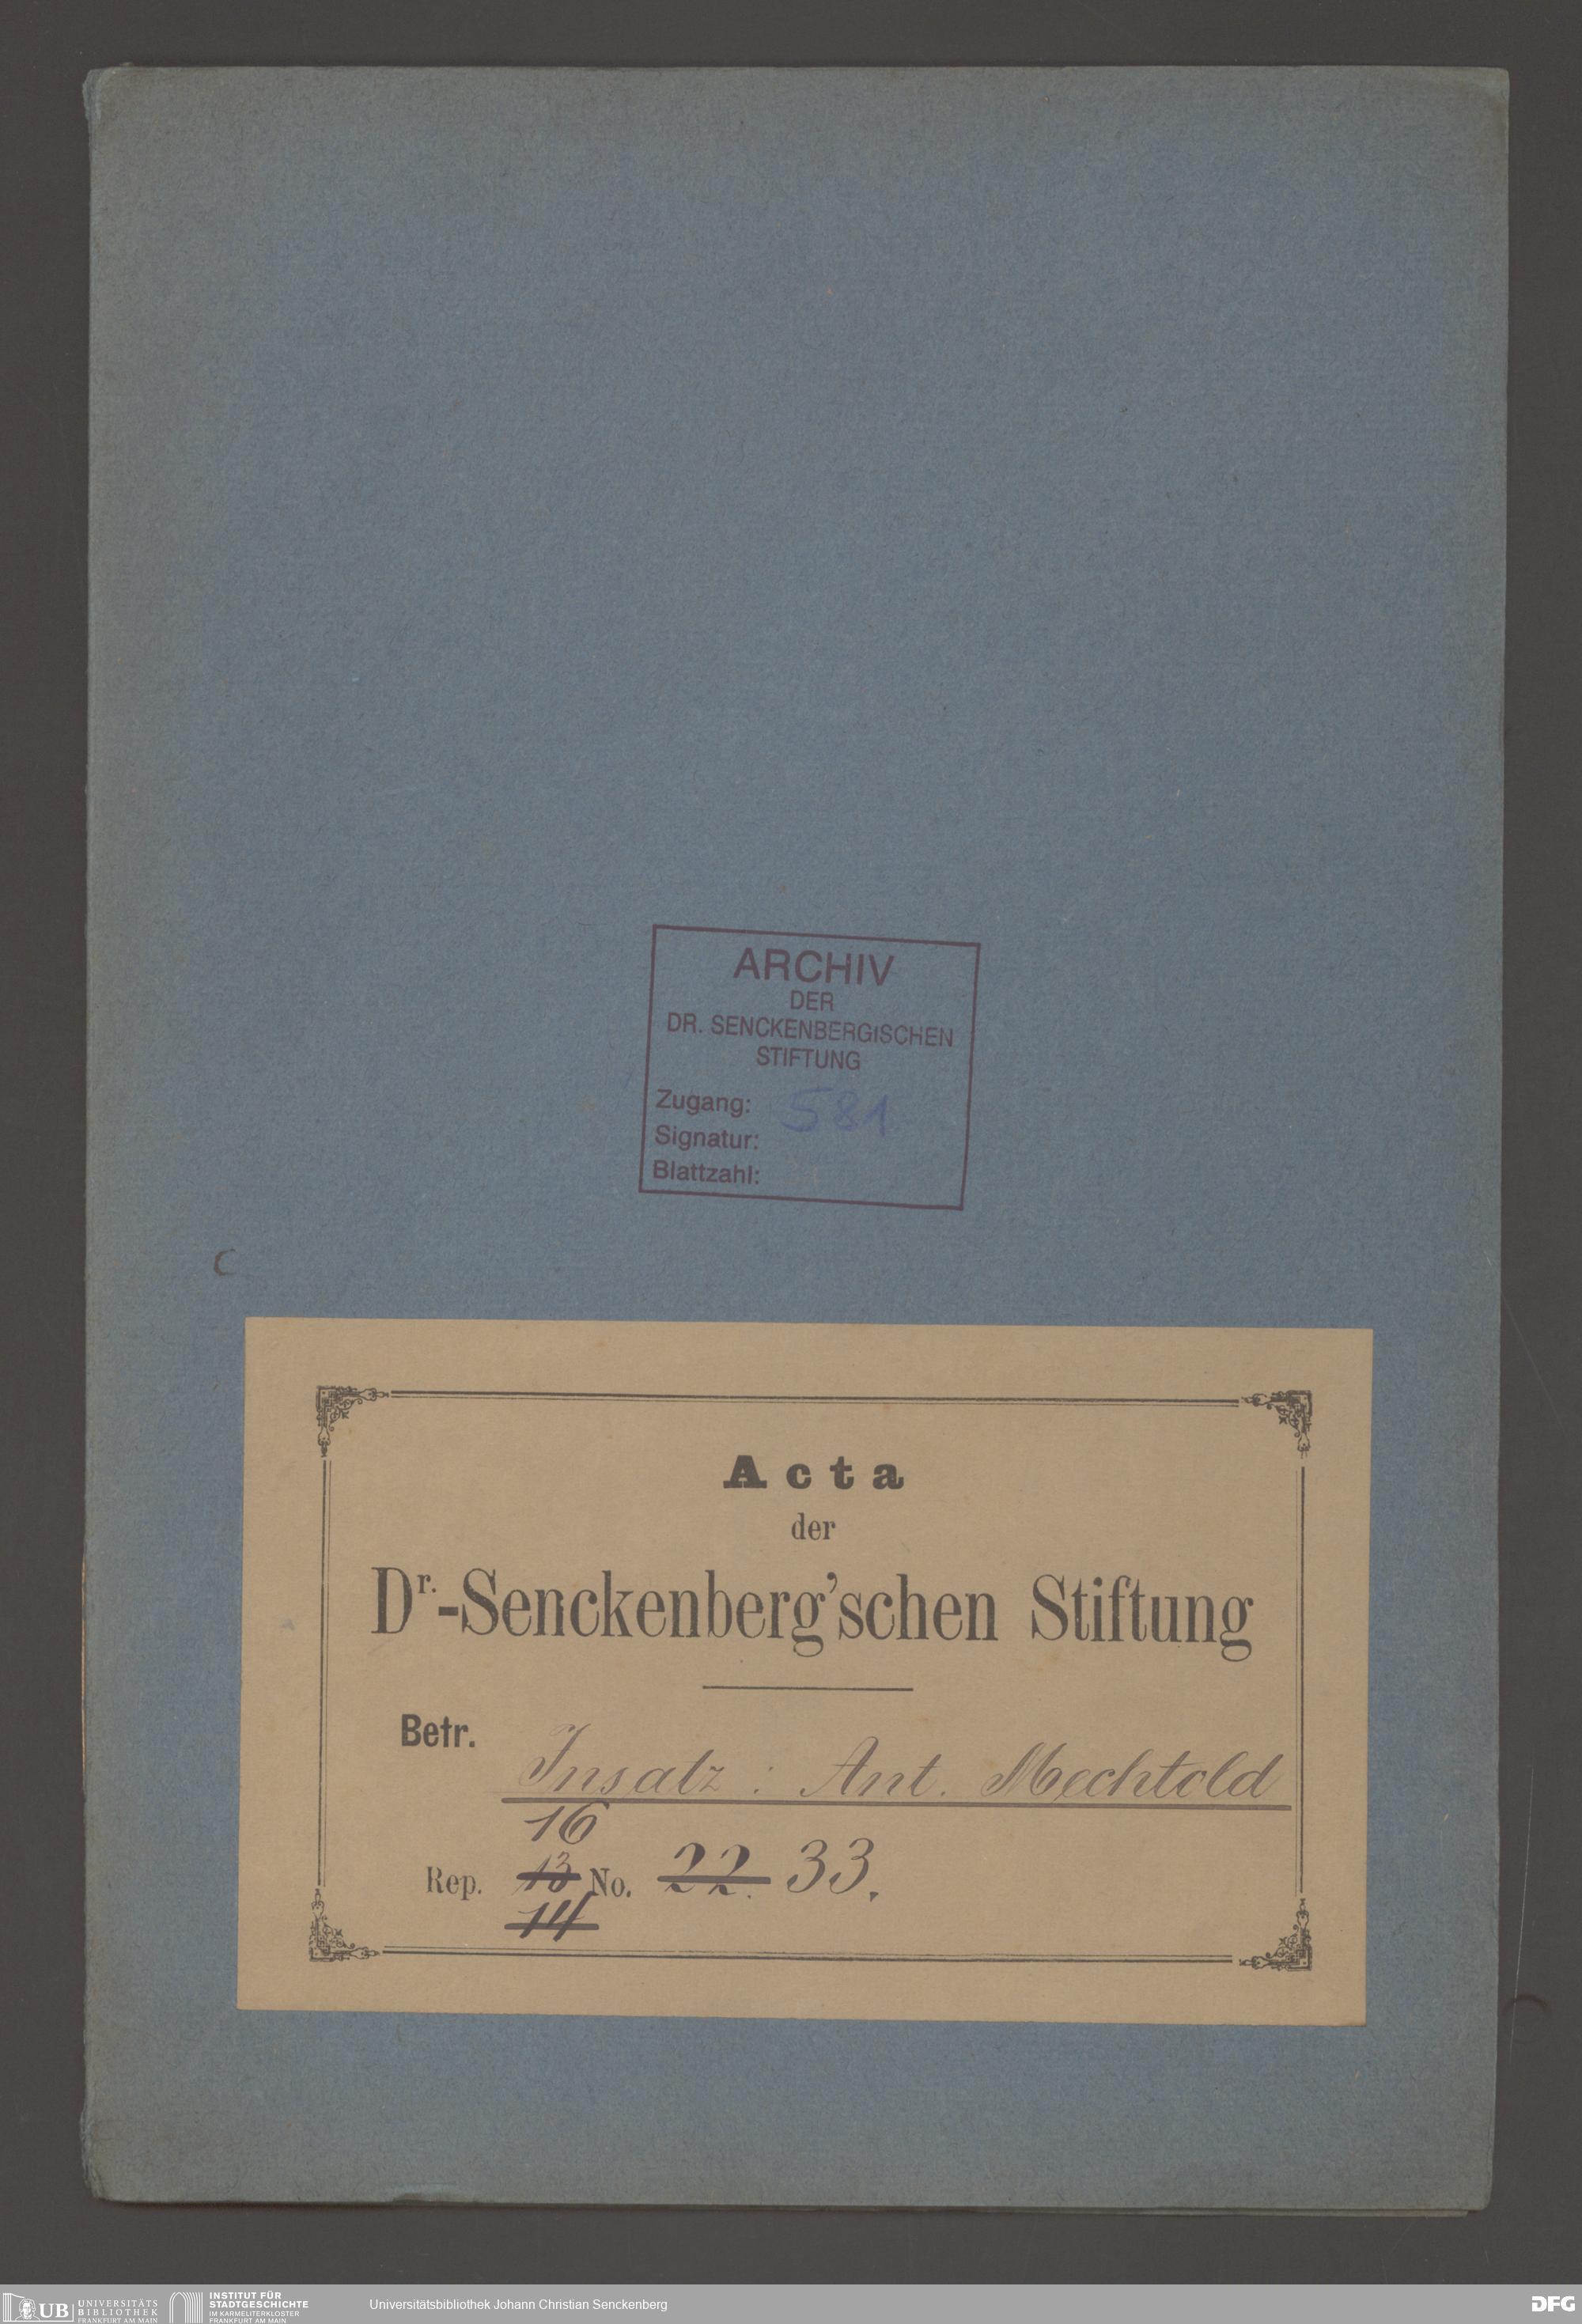 ARCHIV
DER
DR. SENCKENBERGISCHEN
STIFTUNG
Zugang: 581
Signatur:
Blattzahl:
C
Acta
der
Dr.-Senckenberg'schen Stiftung
Betr.
Insatz: Ant. Mechtold
16
Rep. 13 No. 22. 33.
14
UB UNIVERSITÄTS
BIBLIOTHEK
FRANKFURT AM MAIN
INSTITUT FÜR
STADTGESCHICHTE
IM KARMELITERKLOSTER
FRANKFURT AM MAIN
Universitätsbibliothek Johann Christian Senckenberg
DFG